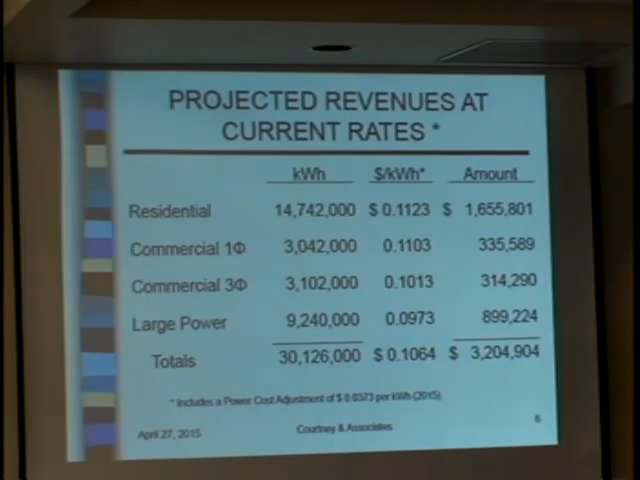 PROJECTED REVENUES AT
CURRENT RATES *
kWh $/kWh* Amount
Residential 14,742,000 $ 0.1123 $ 1,655,801
Commercial 1Φ 3,042,000 0.1103 335,589
Commercial 3Φ 3,102,000 0.1013 314,290
Large Power 9,240,000 0.0973 899,224
Totals 30,126,000 $ 0.1064 $ 3,204,904
* Includes a Power Cost Adjustment of $ 0.0373 per kWh (2015)
April 27, 2015 Courtney & Associates 6